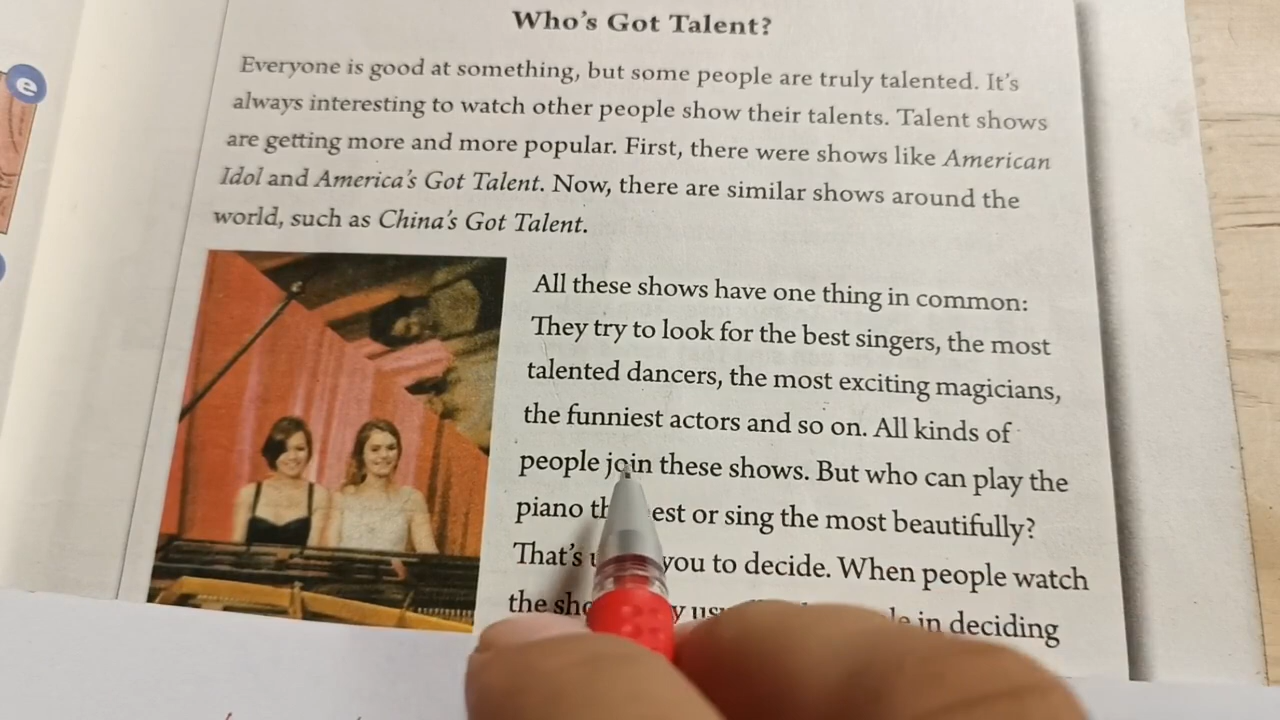 Who's Got Talent?
e
Everyone is good at something, but some people are truly talented. It's
always interesting to watch other people show their talents. Talent shows
are getting more and more popular. First, there were shows like American
Idol and America's Got Talent. Now, there are similar shows around the
world, such as China's Got Talent.
All these shows have one thing in common:
They try to look for the best singers, the most
talented dancers, the most exciting magicians,
the funniest actors and so on. All kinds of
people join these shows. But who can play the
piano or sing the most beautifully?
That's you to decide. When people watch
the in deciding